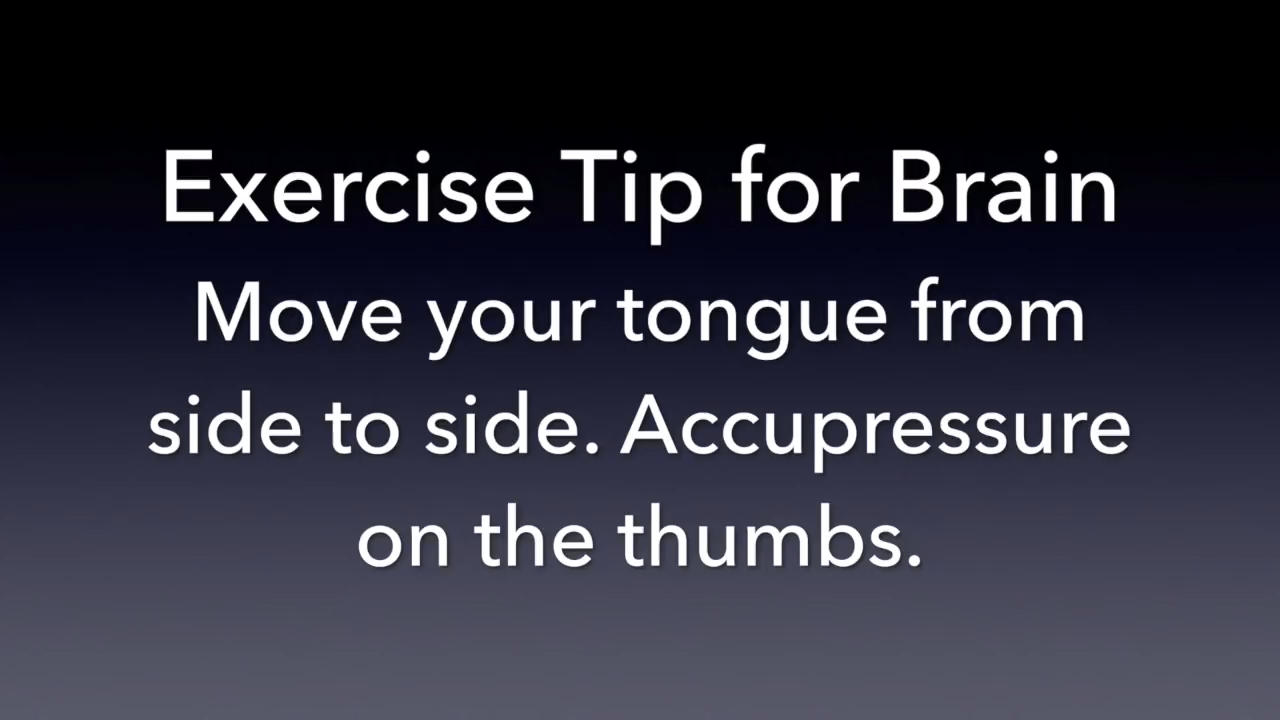 Exercise Tip for Brain
Move your tongue from
side to side. Accupressure
on the thumbs.